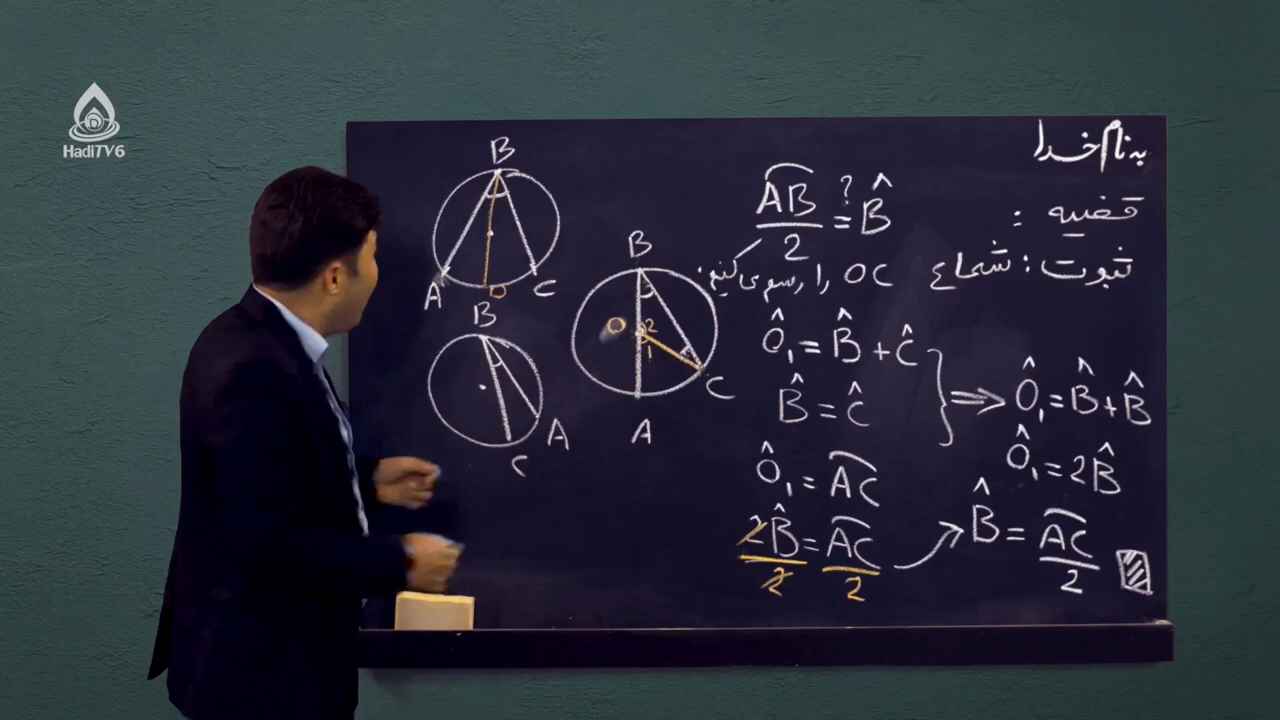 HadiTV6
به نام خدا
قضیه :
ثبوت : شعاع OC را رسم می کنیم.
AB/2 ?= B̂
Ô₁ = B̂ + Ĉ
B̂ = Ĉ
⇒ Ô₁ = B̂ + B̂
Ô₁ = 2B̂
Ô₁ = AC
2B̂/2 = AC/2
B̂ = AC/2
B
A
D
C
B
A
C
B
O
2
1
C
A